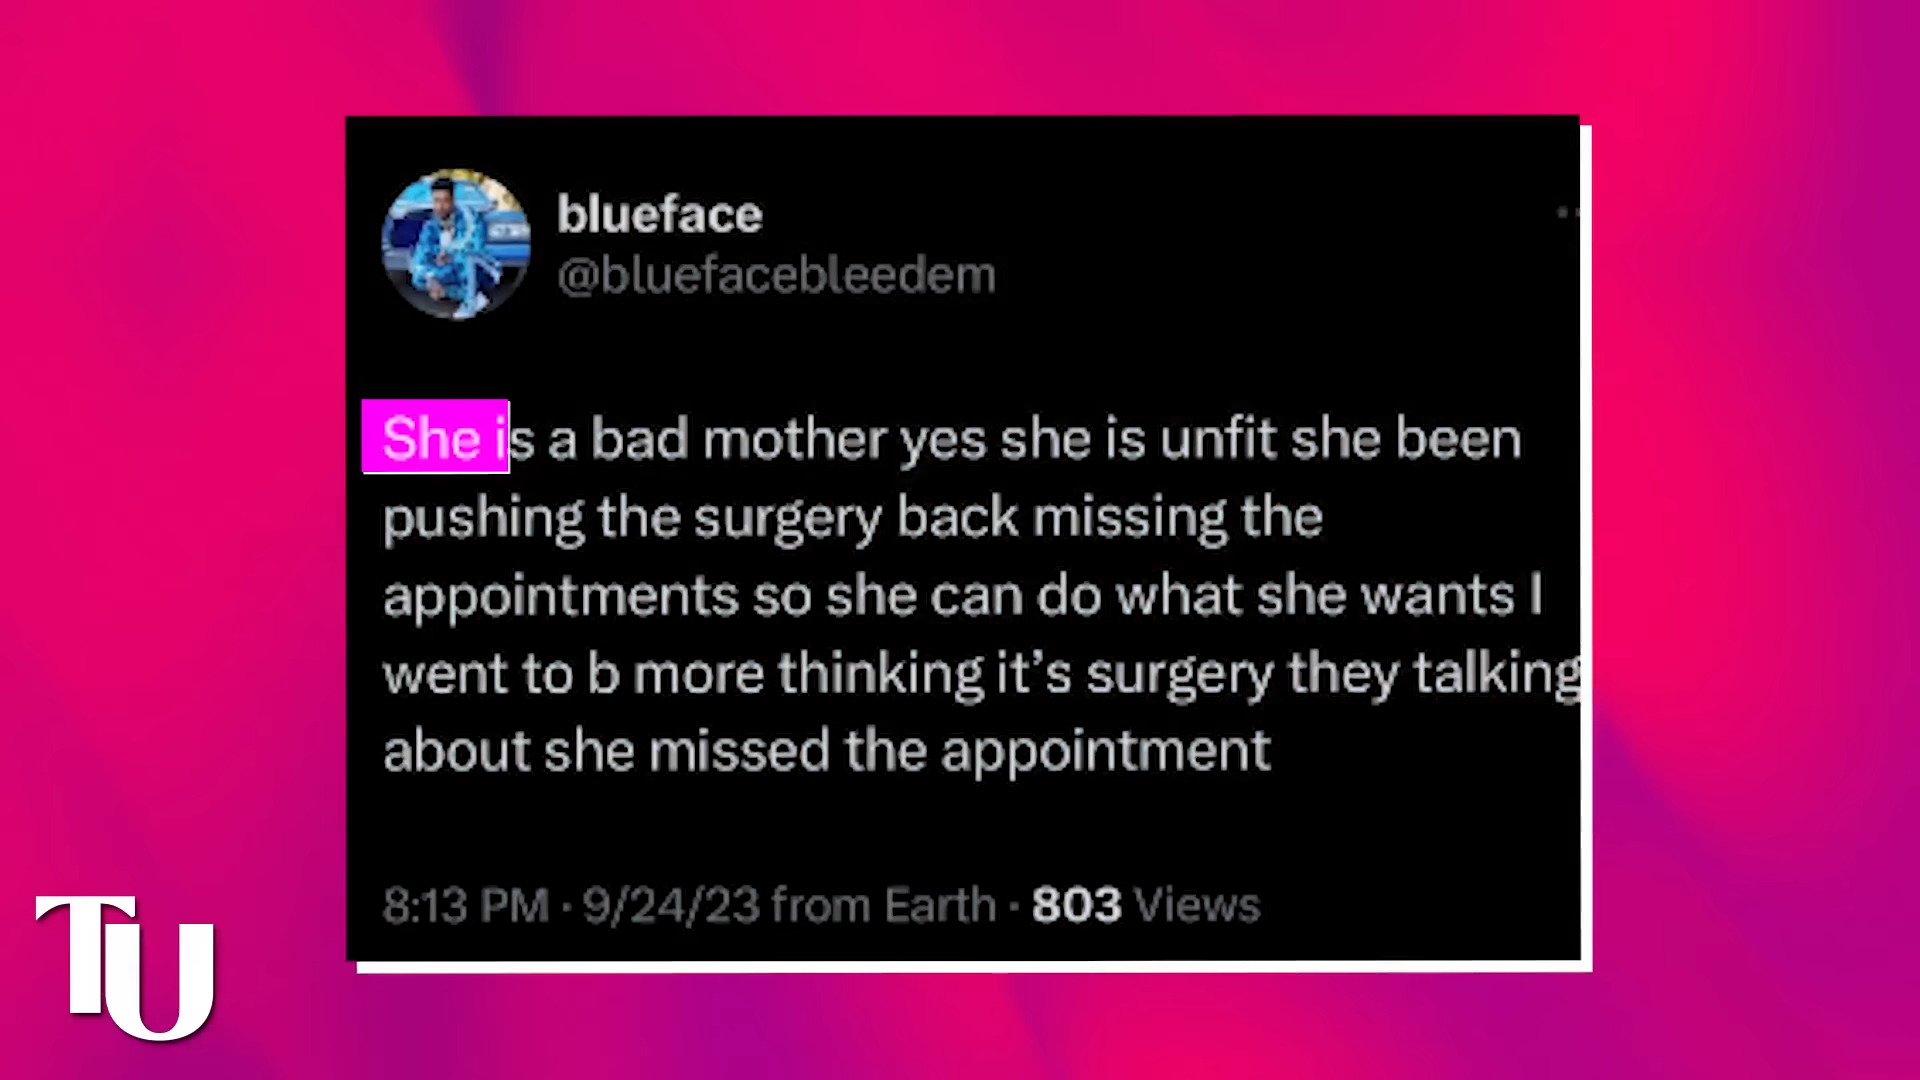 blueface
@bluefacebleedem
She is a bad mother yes she is unfit she been
pushing the surgery back missing the
appointments so she can do what she wants I
went to b more thinking it’s surgery they talking
about she missed the appointment
8:13 PM · 9/24/23 from Earth · 803 Views
TU